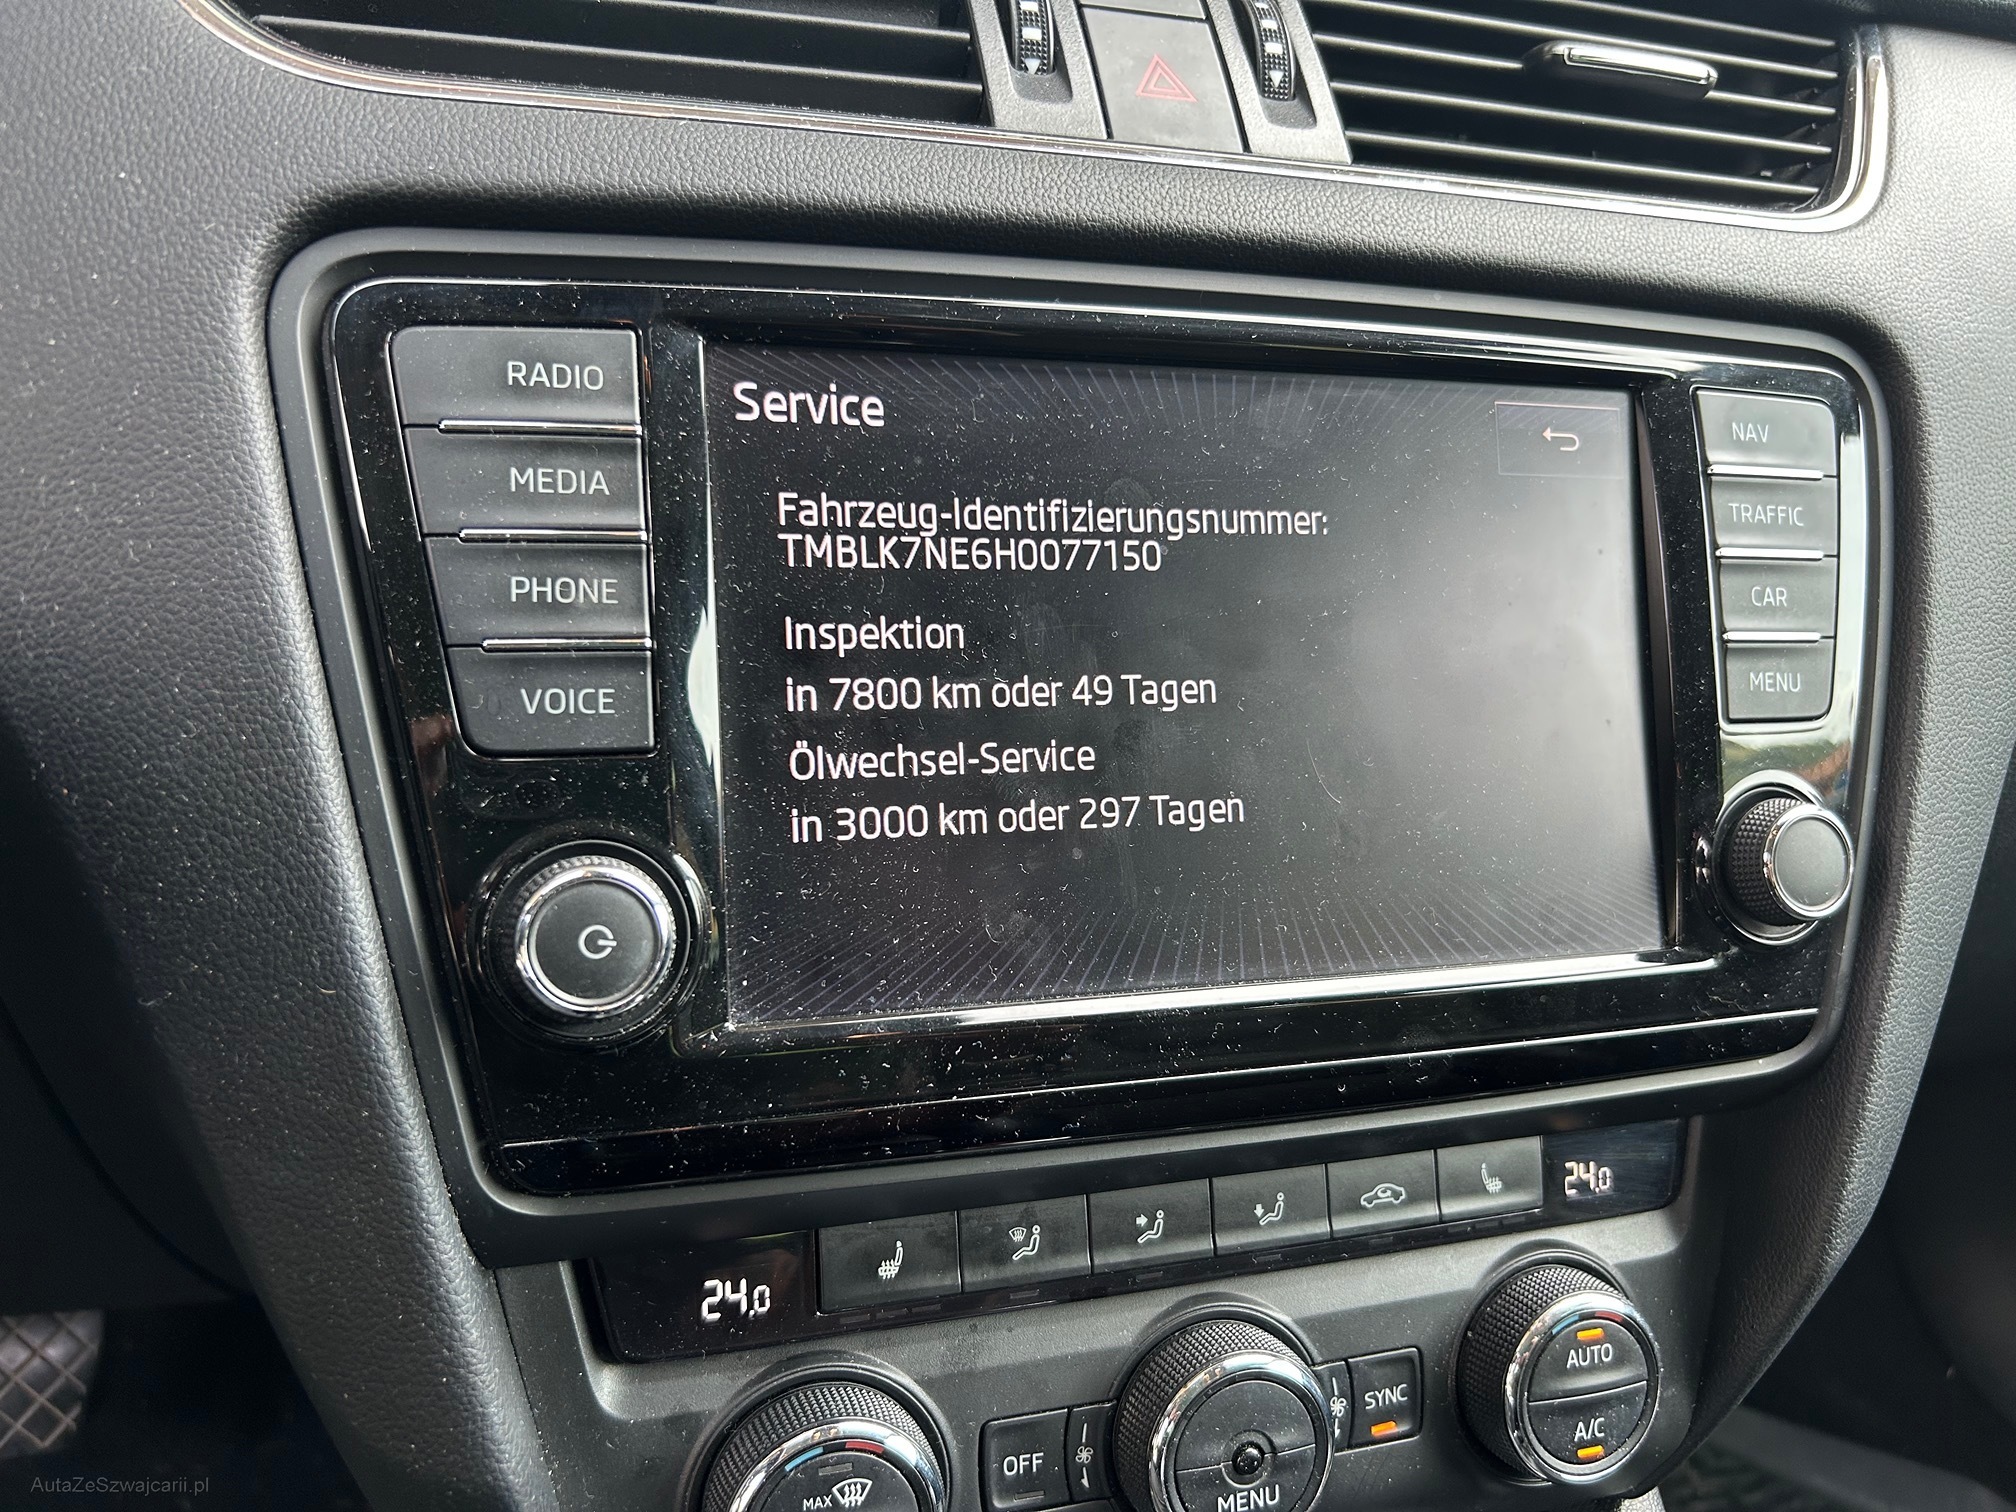 RADIO
MEDIA
PHONE
VOICE
Service
Fahrzeug-Identifizierungsnummer:
TMBLK7NE6H0077150
Inspektion
in 7800 km oder 49 Tagen
Ölwechsel-Service
in 3000 km oder 297 Tagen
NAV
TRAFFIC
CAR
MENU
24.0
24.0
MAX
OFF
MENU
SYNC
AUTO
A/C
AutaZeSzwajcarii.pl